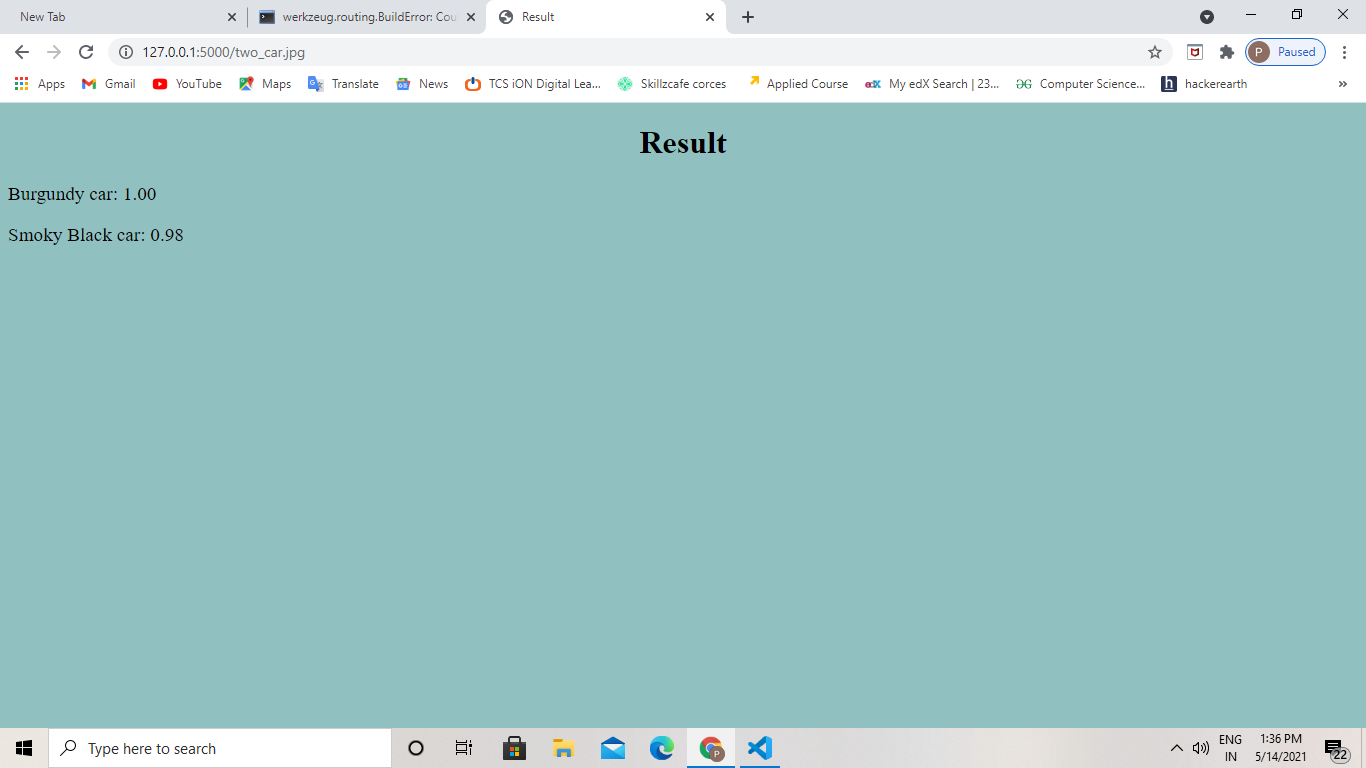 New Tab
werkzeug.routing.BuildError: Cou
Result
127.0.0.1:5000/two_car.jpg
P
Paused
Apps
Gmail
YouTube
Maps
Translate
News
TCS iON Digital Lea...
Skillzcafe corces
Applied Course
edX
My edX Search | 23...
Computer Science...
h
hackerearth
»
Result
Burgundy car: 1.00
Smoky Black car: 0.98
Type here to search
P
ENG
IN
1:36 PM
5/14/2021
22